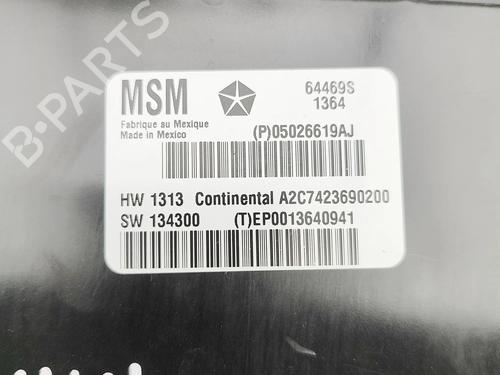 MSM
64469S
1364
Fabriqué au Mexique
Made in Mexico
(P)05026619AJ
HW 1313 Continental A2C7423690200
SW 134300 (T)EP0013640941
B-PARTS